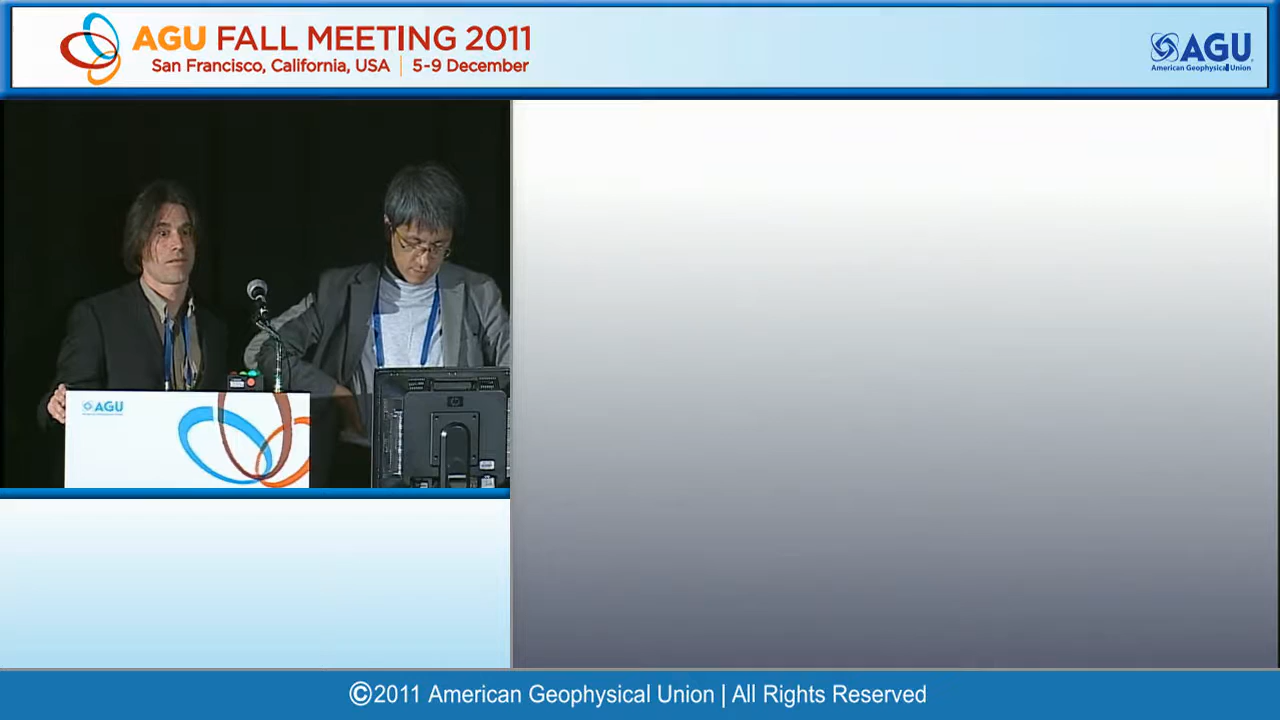 AGU FALL MEETING 2011
San Francisco, California, USA | 5-9 December
AGU
American Geophysical Union
AGU
©2011 American Geophysical Union | All Rights Reserved